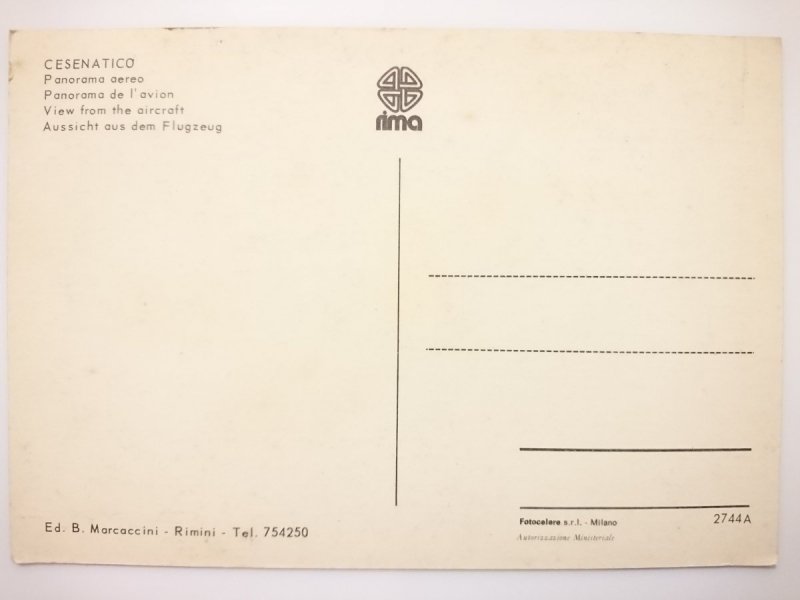 CESENATICO
Panorama aereo
Panorama de l'avion
View from the aircraft
Aussicht aus dem Flugzeug
rima
Ed. B. Marcaccini - Rimini - Tel. 754250
Fotocelere s.r.l. - Milano
Autorizzazione Ministeriale
2744A